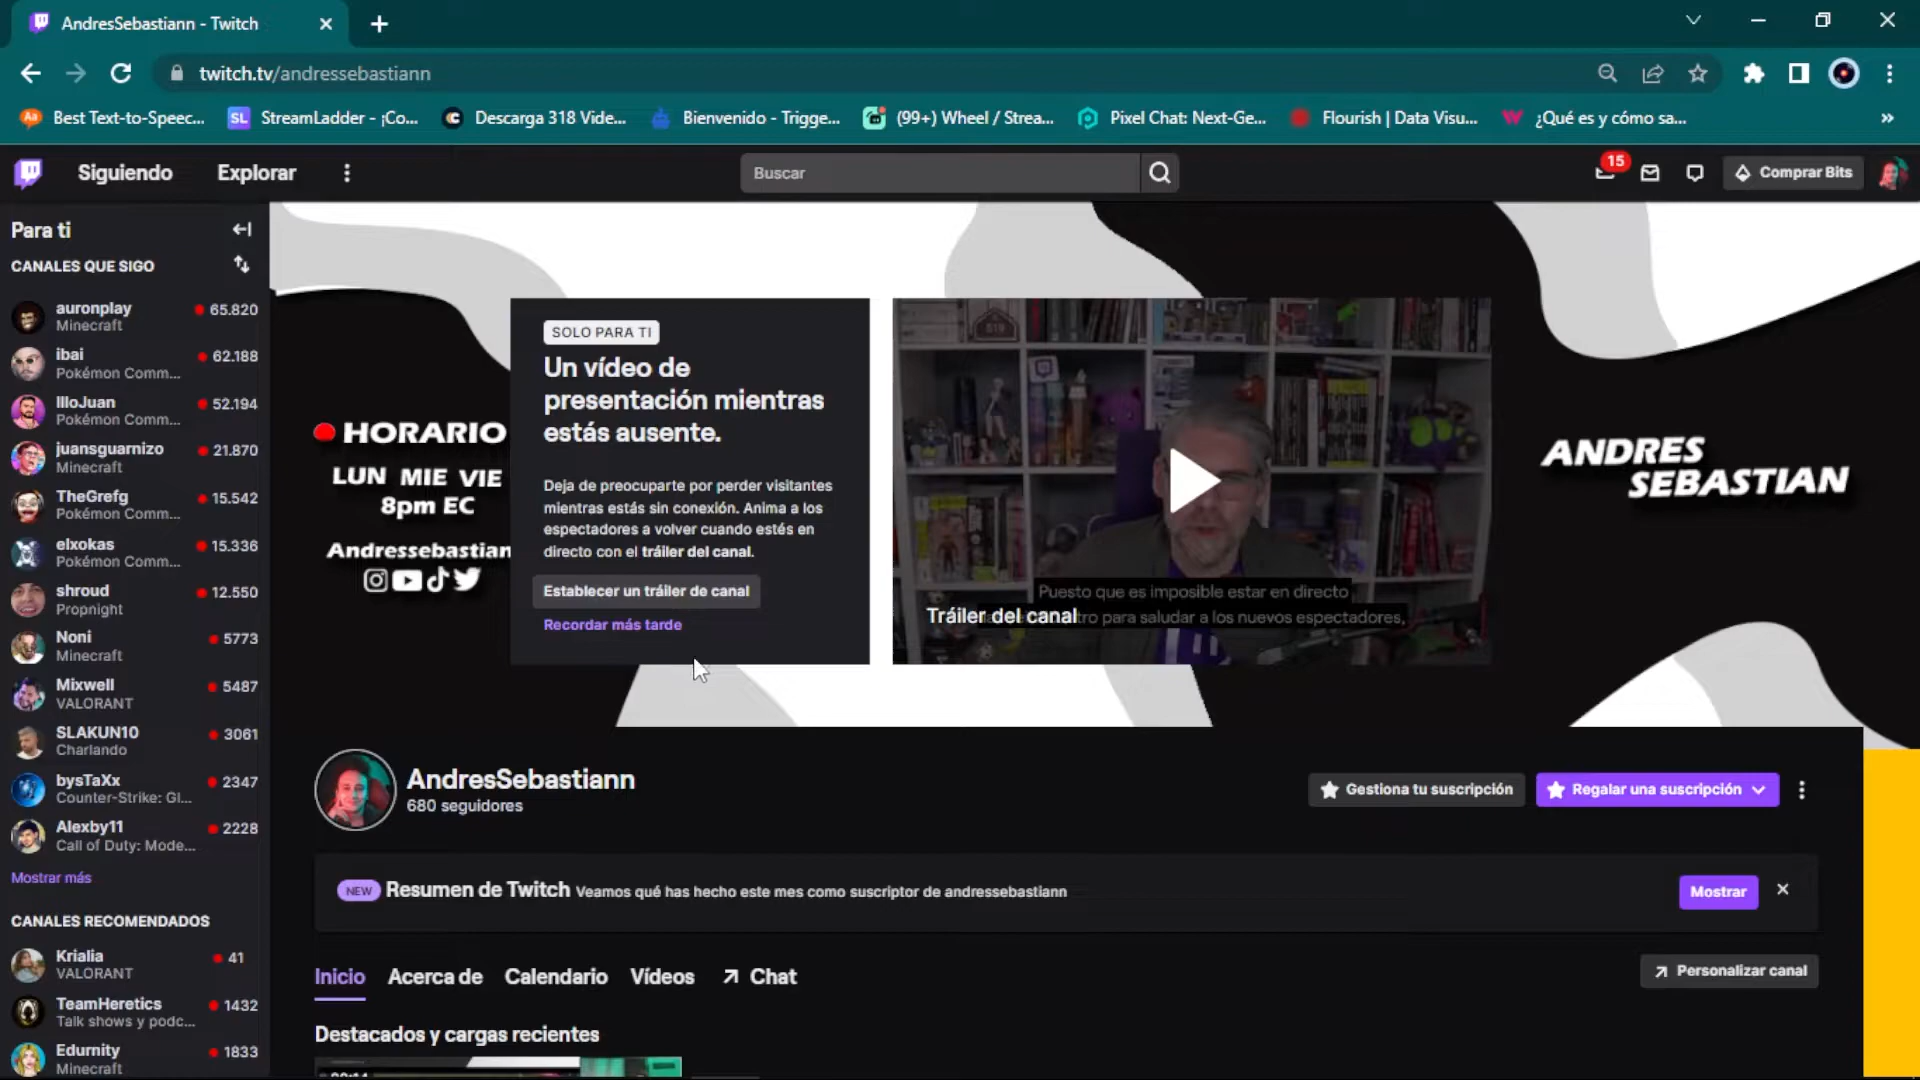 AndresSebastiann - Twitch
twitch.tv/andressebastiann
Best Text-to-Speec...
SL
StreamLadder - ¡Co...
Descarga 318 Vide...
Bienvenido - Trigge...
(99+) Wheel / Strea...
Pixel Chat: Next-Ge...
Flourish | Data Visu...
¿Qué es y cómo sa...
Siguiendo
Explorar
Buscar
15
Comprar Bits
Para ti
CANALES QUE SIGO
auronplay
65.820
Minecraft
ibai
62.188
Pokémon Comm...
IlloJuan
52.194
Pokémon Comm...
juansguarnizo
21.870
Minecraft
TheGrefg
15.542
Pokémon Comm...
elxokas
15.336
Pokémon Comm...
shroud
12.550
Propnight
Noni
5773
Minecraft
Mixwell
5487
VALORANT
SLAKUN10
3061
Charlando
bysTaXx
2347
Counter-Strike: Gl...
Alexby11
2228
Call of Duty: Mode...
Mostrar más
CANALES RECOMENDADOS
Krialia
41
VALORANT
TeamHeretics
1432
Talk shows y podc...
Edurnity
1833
Minecraft
HORARIO
LUN MIE VIE
8pm EC
Andressebastian
SOLO PARA TI
Un vídeo de
presentación mientras
estás ausente.
Deja de preocuparte por perder visitantes
mientras estás sin conexión. Anima a los
espectadores a volver cuando estés en
directo con el tráiler del canal.
Establecer un tráiler de canal
Recordar más tarde
Puesto que es imposible estar en directo
Tráiler del canal
tro para saludar a los nuevos espectadores,
ANDRES
SEBASTIAN
AndresSebastiann
680 seguidores
Gestiona tu suscripción
Regalar una suscripción
NEW
Resumen de Twitch Veamos qué has hecho este mes como suscriptor de andressebastiann
Mostrar
Inicio
Acerca de
Calendario
Vídeos
Chat
Personalizar canal
Destacados y cargas recientes